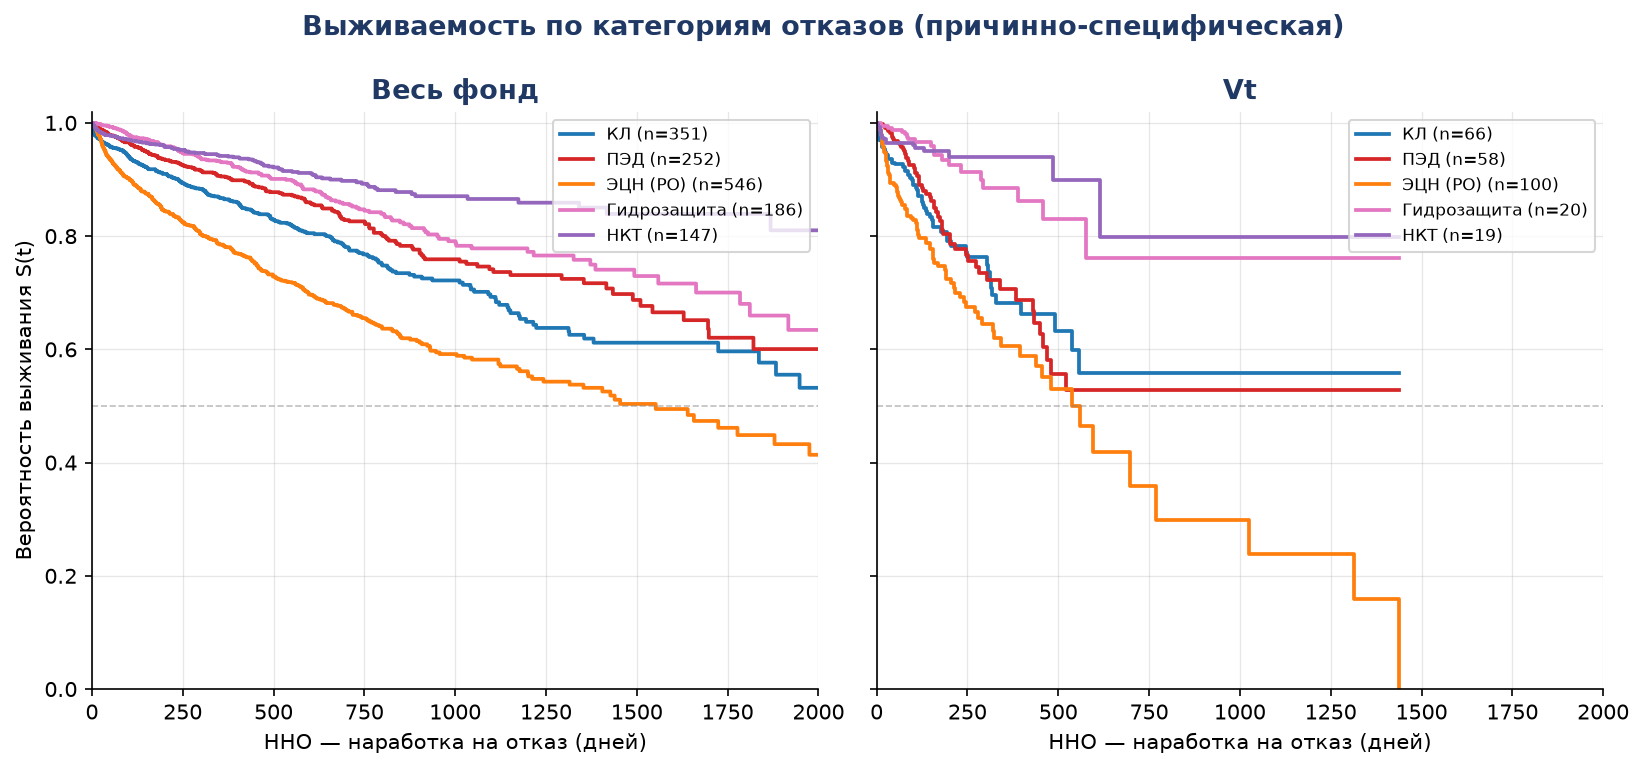 Выживаемость по категориям отказов (причинно-специфическая)
Весь фонд
Вероятность выживания S(t)
1.0
0.8
0.6
0.4
0.2
0.0
КЛ (n=351)
ПЭД (n=252)
ЭЦН (РО) (n=546)
Гидрозащита (n=186)
НКТ (n=147)
0 250 500 750 1000 1250 1500 1750 2000
ННО — наработка на отказ (дней)
Vt
КЛ (n=66)
ПЭД (n=58)
ЭЦН (РО) (n=100)
Гидрозащита (n=20)
НКТ (n=19)
0 250 500 750 1000 1250 1500 1750 2000
ННО — наработка на отказ (дней)